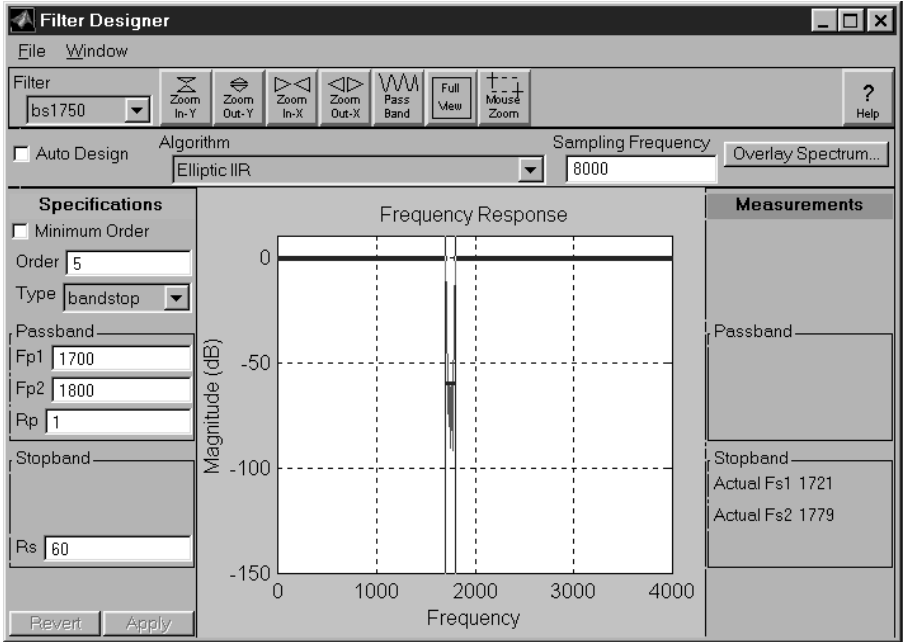 Filter Designer
File Window
Filter
bs1750
Zoom In-Y
Zoom Out-Y
Zoom In-X
Zoom Out-X
Pass Band
Full View
Mouse Zoom
? Help
Auto Design
Algorithm
Elliptic IIR
Sampling Frequency
8000
Overlay Spectrum...
Specifications
Minimum Order
Order 5
Type bandstop
Passband
Fp1 1700
Fp2 1800
Rp 1
Stopband
Rs 60
Revert Apply
Frequency Response
Magnitude (dB)
0
-50
-100
-150
0 1000 2000 3000 4000
Frequency
Measurements
Passband
Stopband
Actual Fs1 1721
Actual Fs2 1779